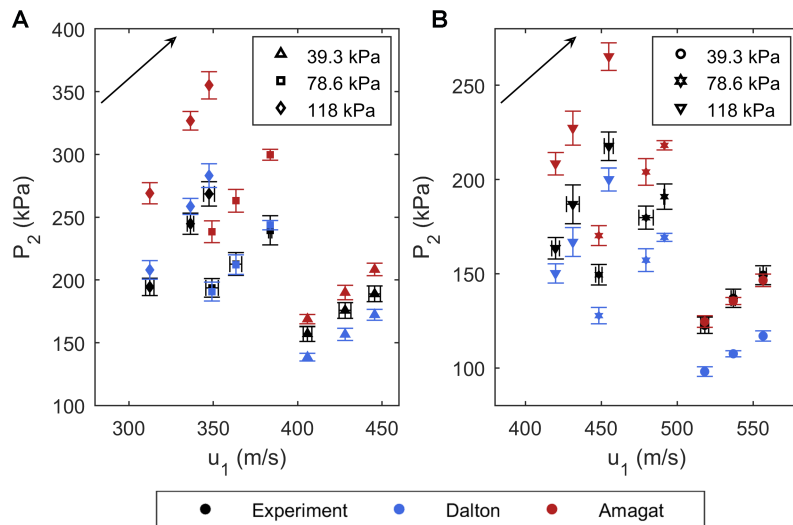 A
400
350
300
250
200
150
100
P2 (kPa)
39.3 kPa
78.6 kPa
118 kPa
300
350
400
450
u1 (m/s)
B
250
200
150
100
P2 (kPa)
39.3 kPa
78.6 kPa
118 kPa
400
450
500
550
u1 (m/s)
Experiment
Dalton
Amagat